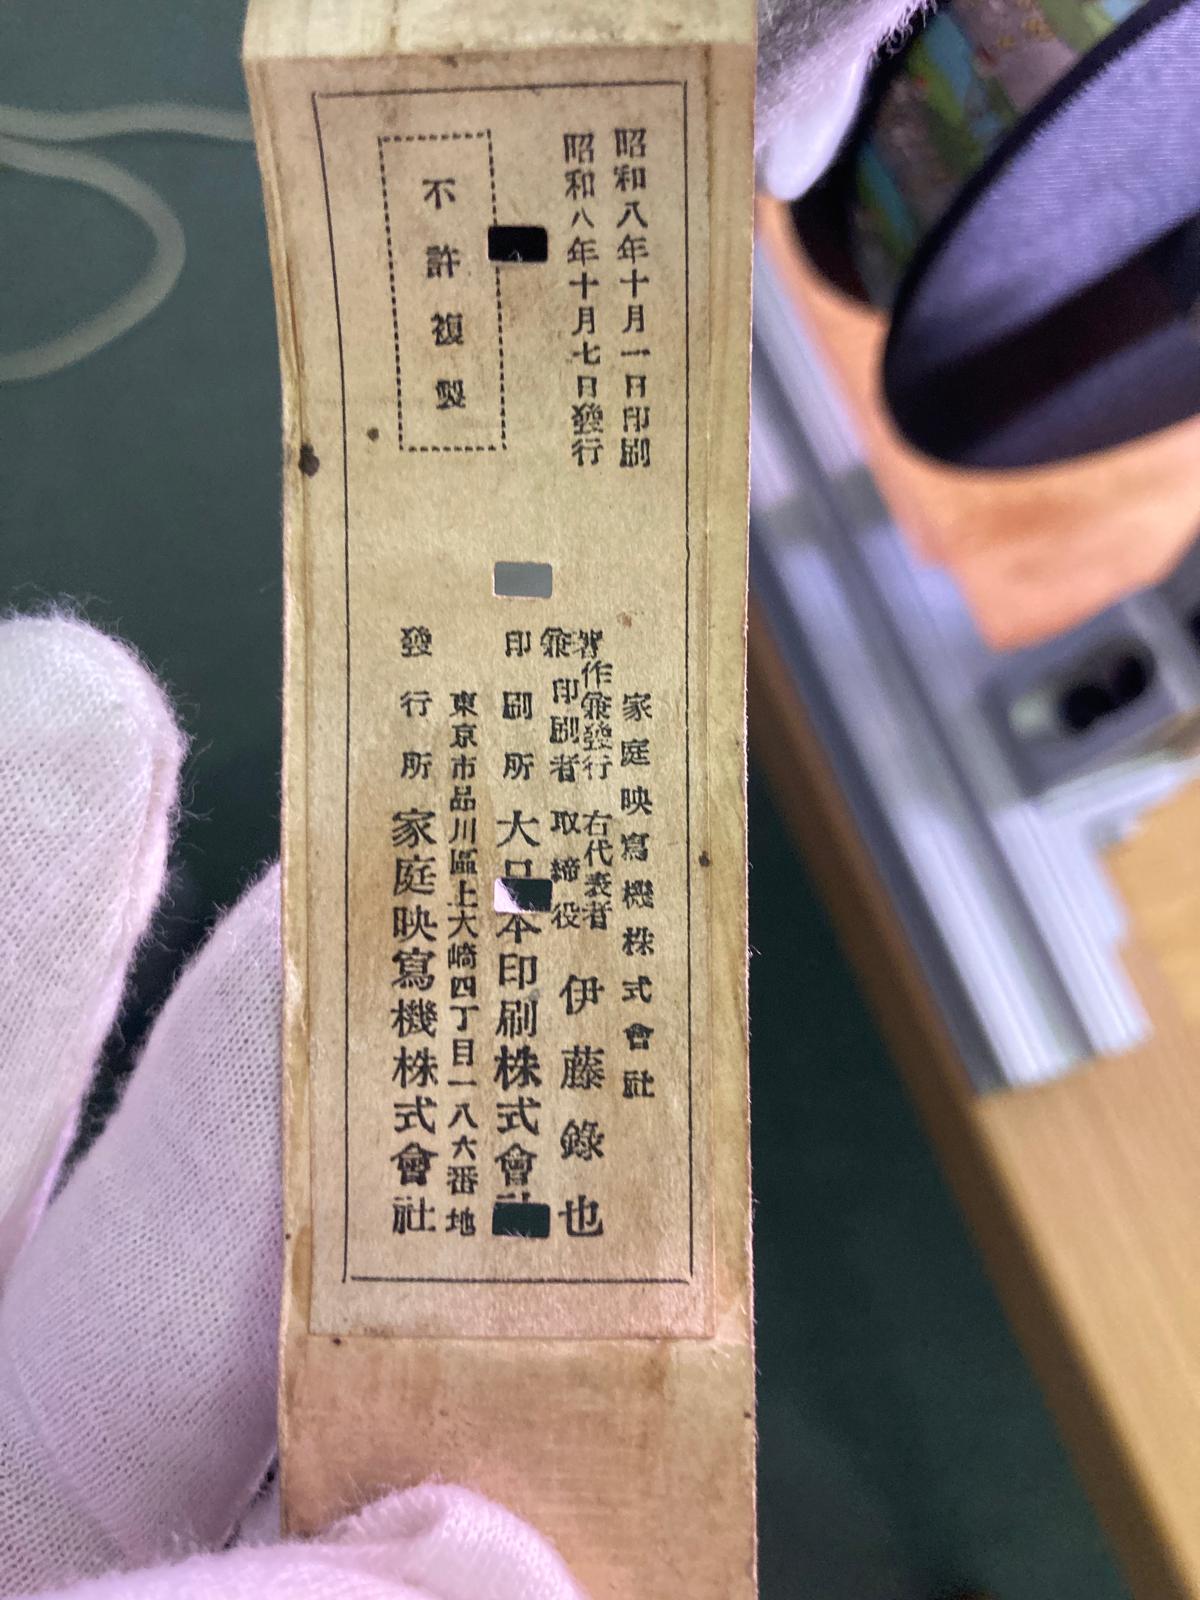 昭和八年十月一日印刷
昭和八年十月七日發行
不許複製
家庭映寫機株式會社
著作兼發行 右代表者
兼印刷者 取締役 伊藤錄也
印刷所 大日本印刷株式會社
東京市品川區上大崎四丁目一八六番地
發行所 家庭映寫機株式會社